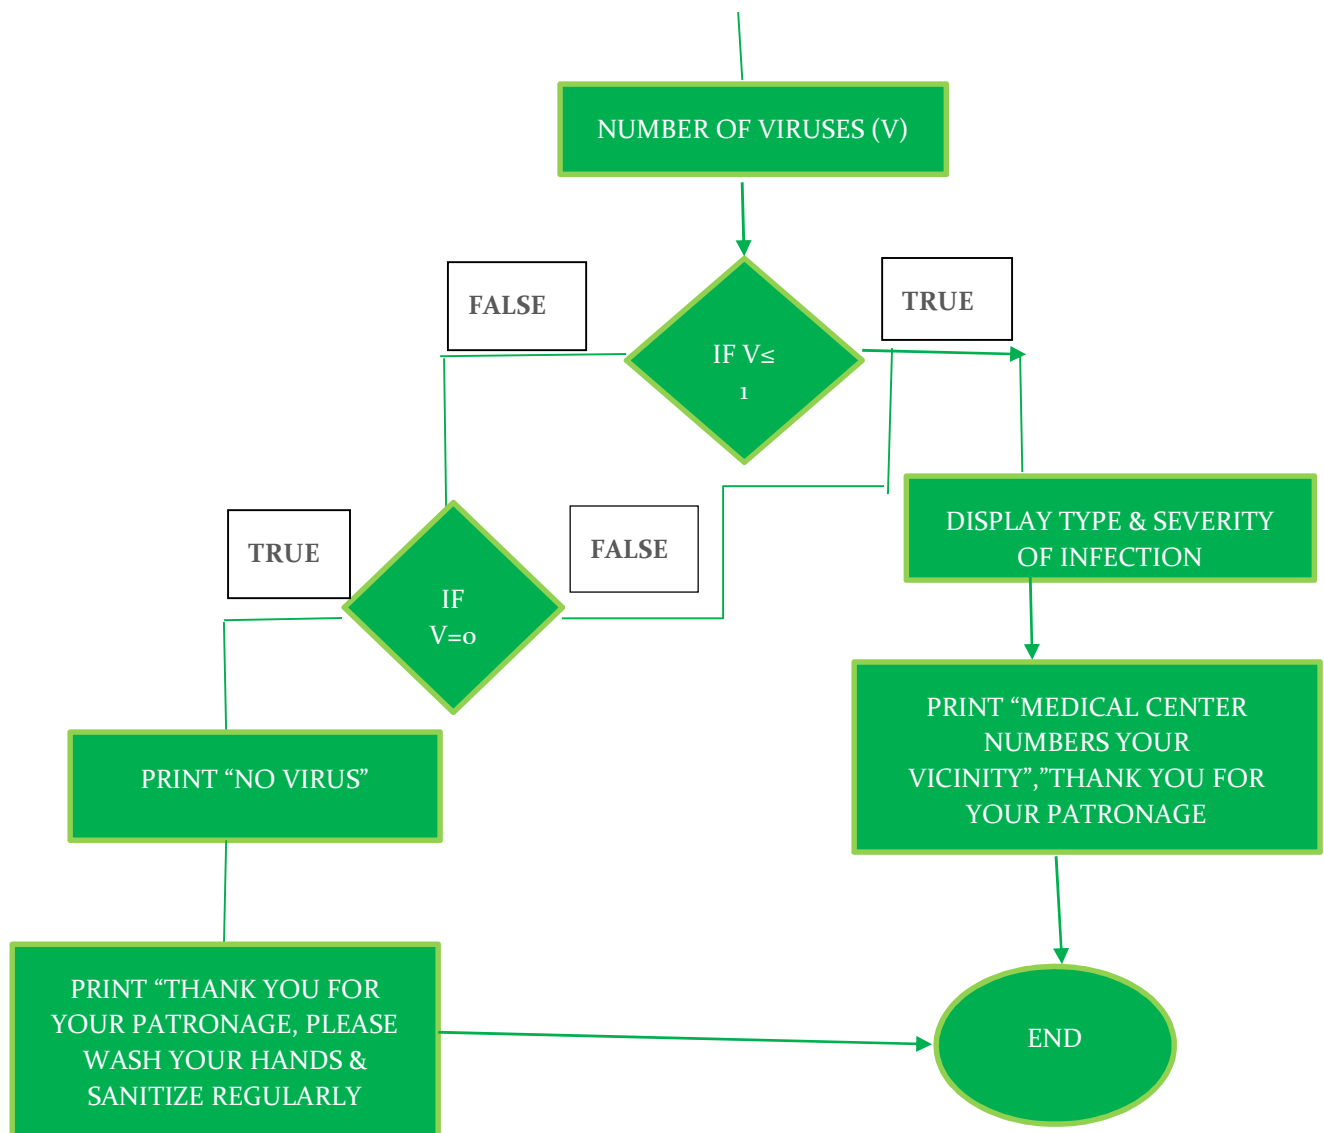 NUMBER OF VIRUSES (V)
FALSE
TRUE
IF V≤
1
DISPLAY TYPE & SEVERITY
OF INFECTION
TRUE
FALSE
IF
V=0
PRINT “MEDICAL CENTER
NUMBERS YOUR
VICINITY”,”THANK YOU FOR
YOUR PATRONAGE
PRINT “NO VIRUS”
PRINT “THANK YOU FOR
YOUR PATRONAGE, PLEASE
WASH YOUR HANDS &
SANITIZE REGULARLY
END